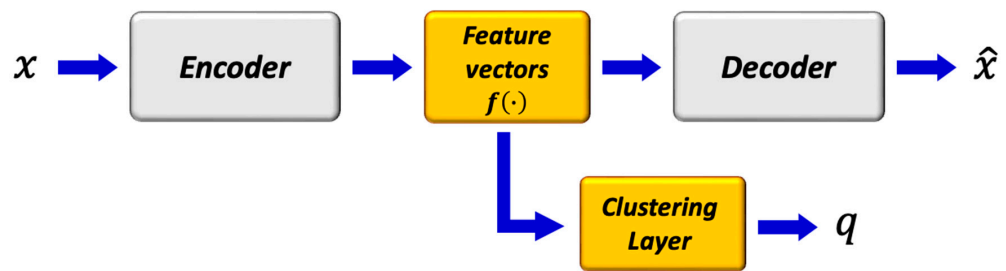 x
Encoder
Feature
vectors
f(·)
Decoder
x̂
Clustering
Layer
q